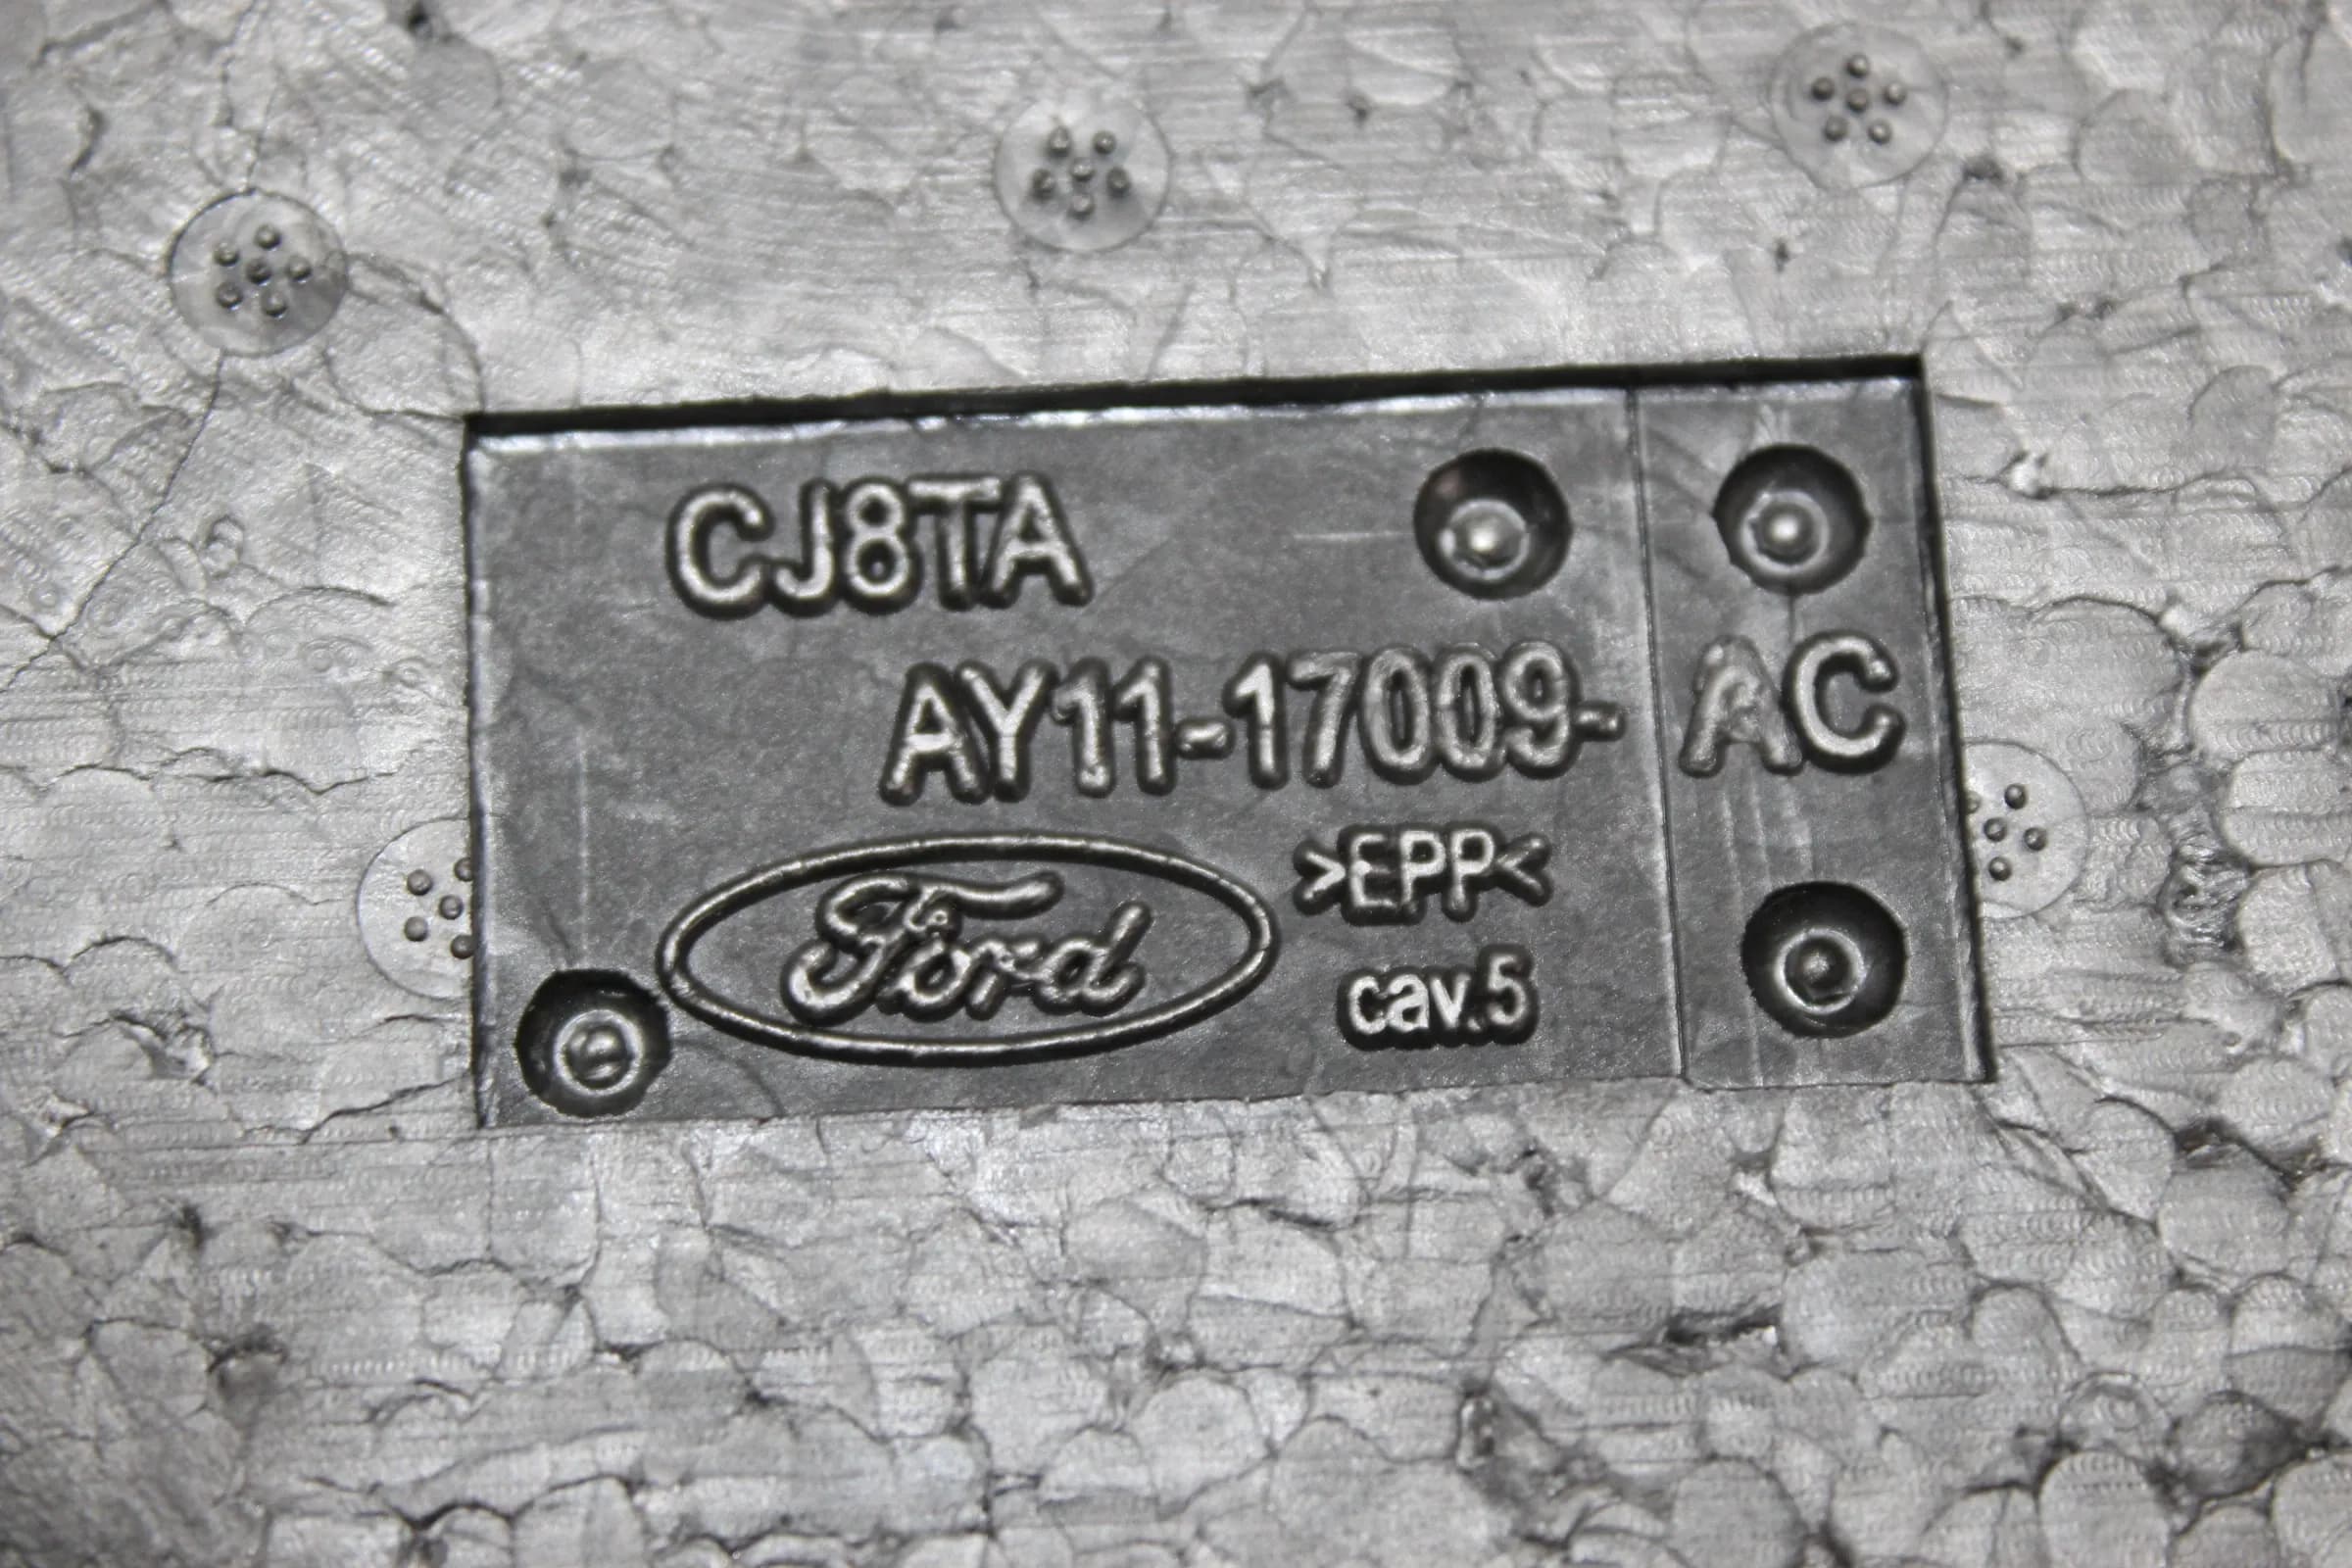 CJ8TA
AY11-17009- AC
>EPP<
Ford
cav.5